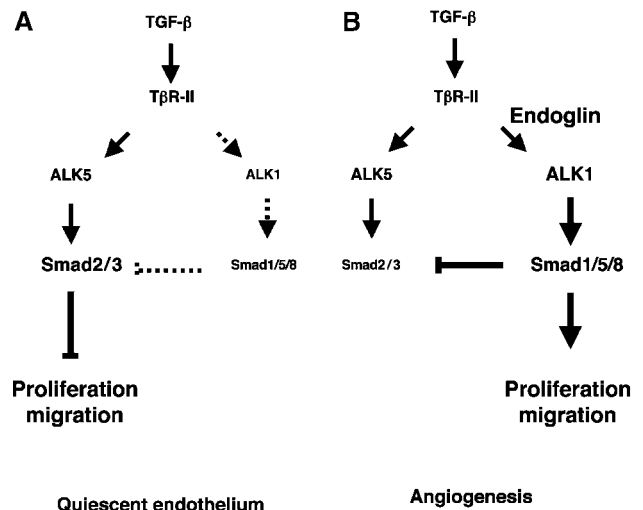 A
TGF-β
TβR-II
ALK5
ALK1
Smad2/3
Smad1/5/8
Proliferation
migration
Quiescent endothelium
B
TGF-β
TβR-II
Endoglin
ALK5
ALK1
Smad2/3
Smad1/5/8
Proliferation
migration
Angiogenesis